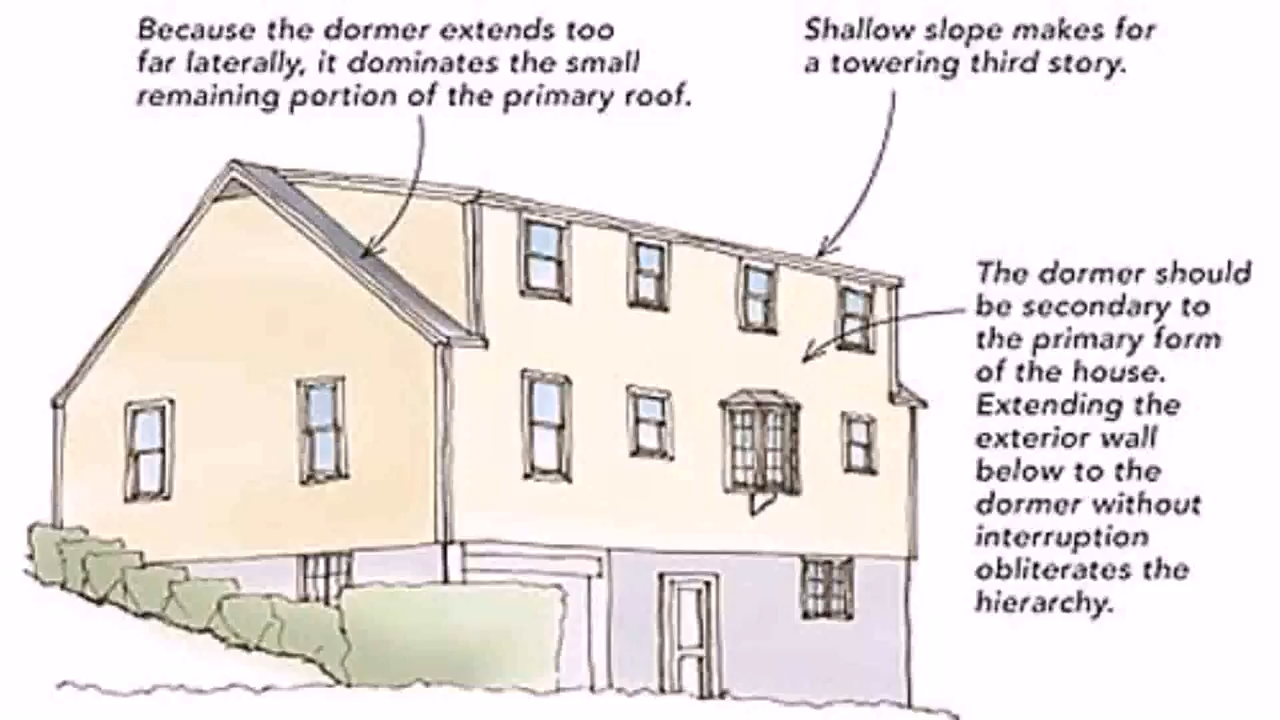 Because the dormer extends too
far laterally, it dominates the small
remaining portion of the primary roof.
Shallow slope makes for
a towering third story.
The dormer should
be secondary to
the primary form
of the house.
Extending the
exterior wall
below to the
dormer without
interruption
obliterates the
hierarchy.